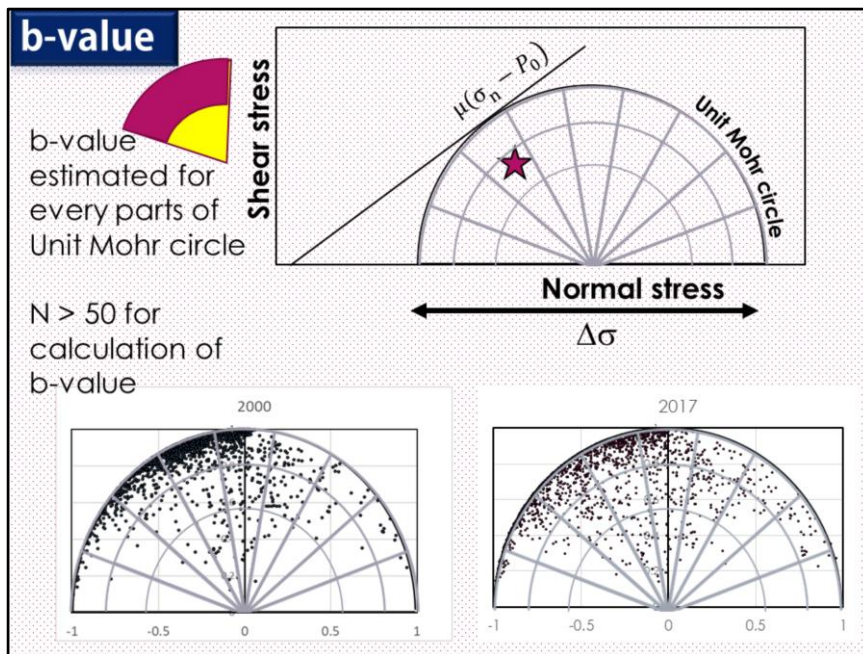 b-value
b-value
estimated for
every parts of
Unit Mohr circle
N > 50 for
calculation of
b-value
Shear stress
μ(σₙ − P₀)
Unit Mohr circle
Normal stress
Δσ
2000
-1 -0.5 0 0.5 1
2017
-1 -0.5 0 0.5 1